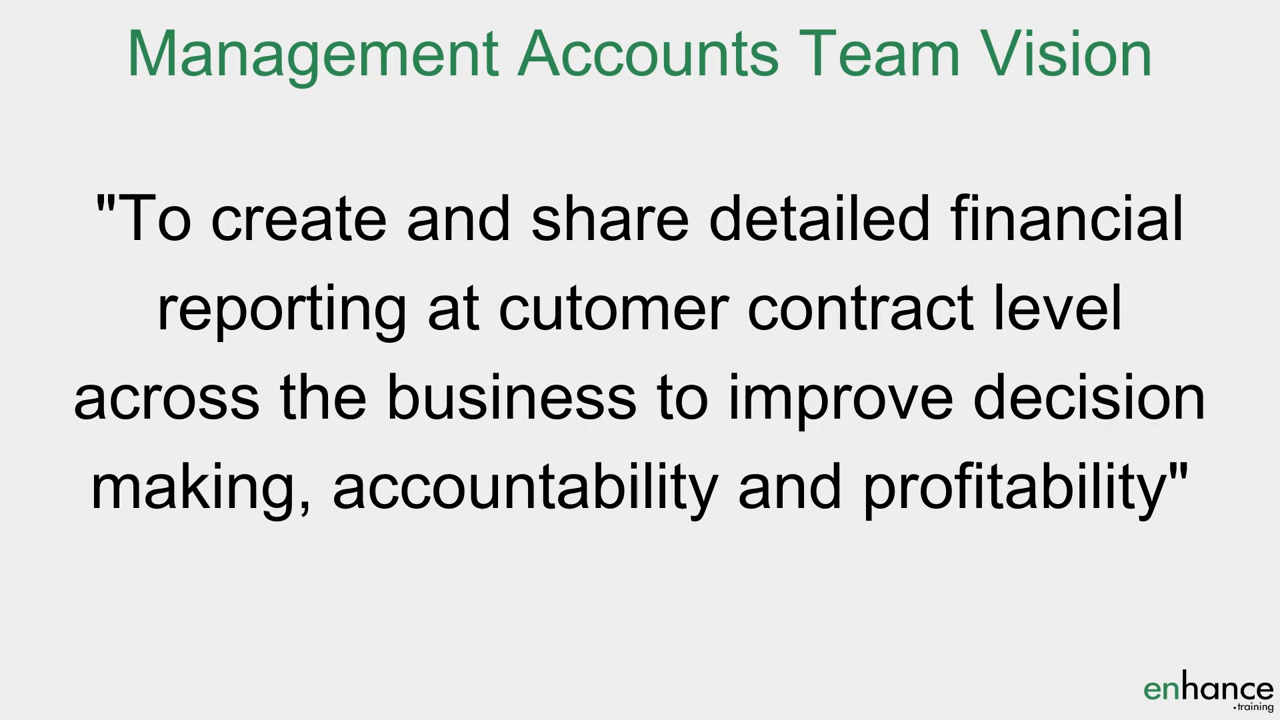 Management Accounts Team Vision
"To create and share detailed financial
reporting at cutomer contract level
across the business to improve decision
making, accountability and profitability"
enhance
.training